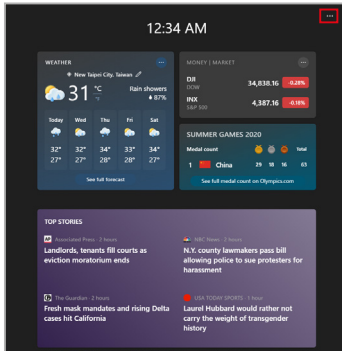 12:34 AM
WEATHER
New Taipei City, Taiwan
31 °C
Rain showers
87%
Today Wed Thu Fri Sat
32° 32° 34° 33° 34°
27° 27° 28° 28° 27°
See full forecast
MONEY | MARKET
DJI
DOW
34,838.16
-0.28%
INX
S&P 500
4,387.16
-0.18%
SUMMER GAMES 2020
Medal count
Total
1 China 29 18 16 63
See full medal count on Olympics.com
TOP STORIES
Associated Press · 2 hours
Landlords, tenants fill courts as
eviction moratorium ends
NBC News · 2 hours
N.Y. county lawmakers pass bill
allowing police to sue protesters for
harassment
The Guardian · 2 hours
Fresh mask mandates and rising Delta
cases hit California
USA TODAY SPORTS · 1 hour
Laurel Hubbard would rather not
carry the weight of transgender
history